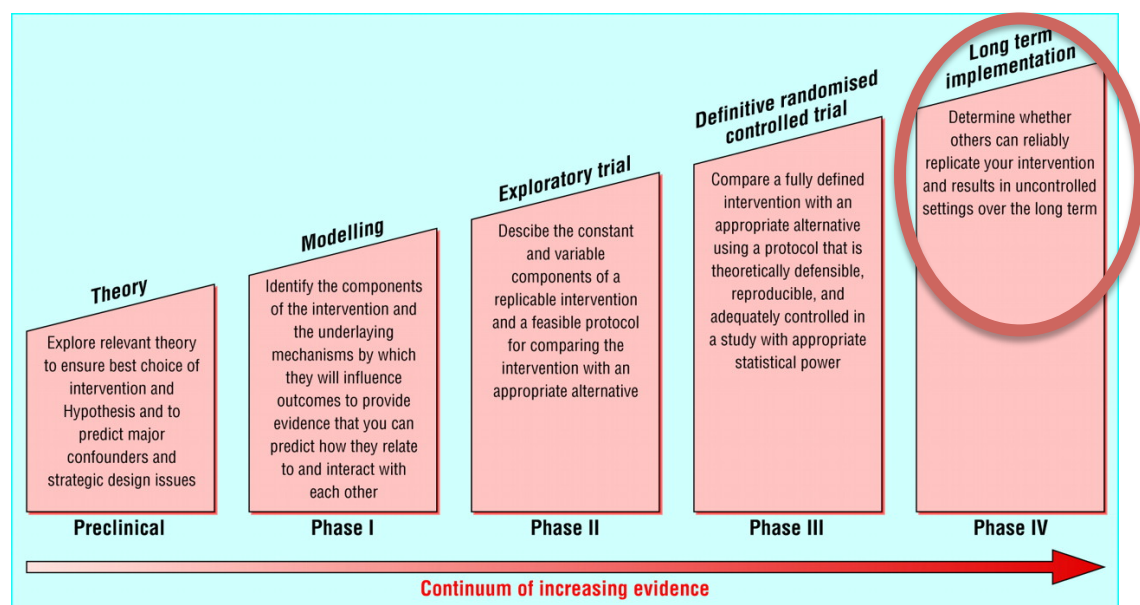 Theory
Explore relevant theory
to ensure best choice of
intervention and
Hypothesis and to
predict major
confounders and
strategic design issues
Preclinical
Modelling
Identify the components
of the intervention and
the underlaying
mechanisms by which
they will influence
outcomes to provide
evidence that you can
predict how they relate
to and interact with
each other
Phase I
Exploratory trial
Descibe the constant
and variable
components of a
replicable intervention
and a feasible protocol
for comparing the
intervention with an
appropriate alternative
Phase II
Definitive randomised
controlled trial
Compare a fully defined
intervention with an
appropriate alternative
using a protocol that is
theoretically defensible,
reproducible, and
adequately controlled in
a study with appropriate
statistical power
Phase III
Long term
implementation
Determine whether
others can reliably
replicate your intervention
and results in uncontrolled
settings over the long term
Phase IV
Continuum of increasing evidence